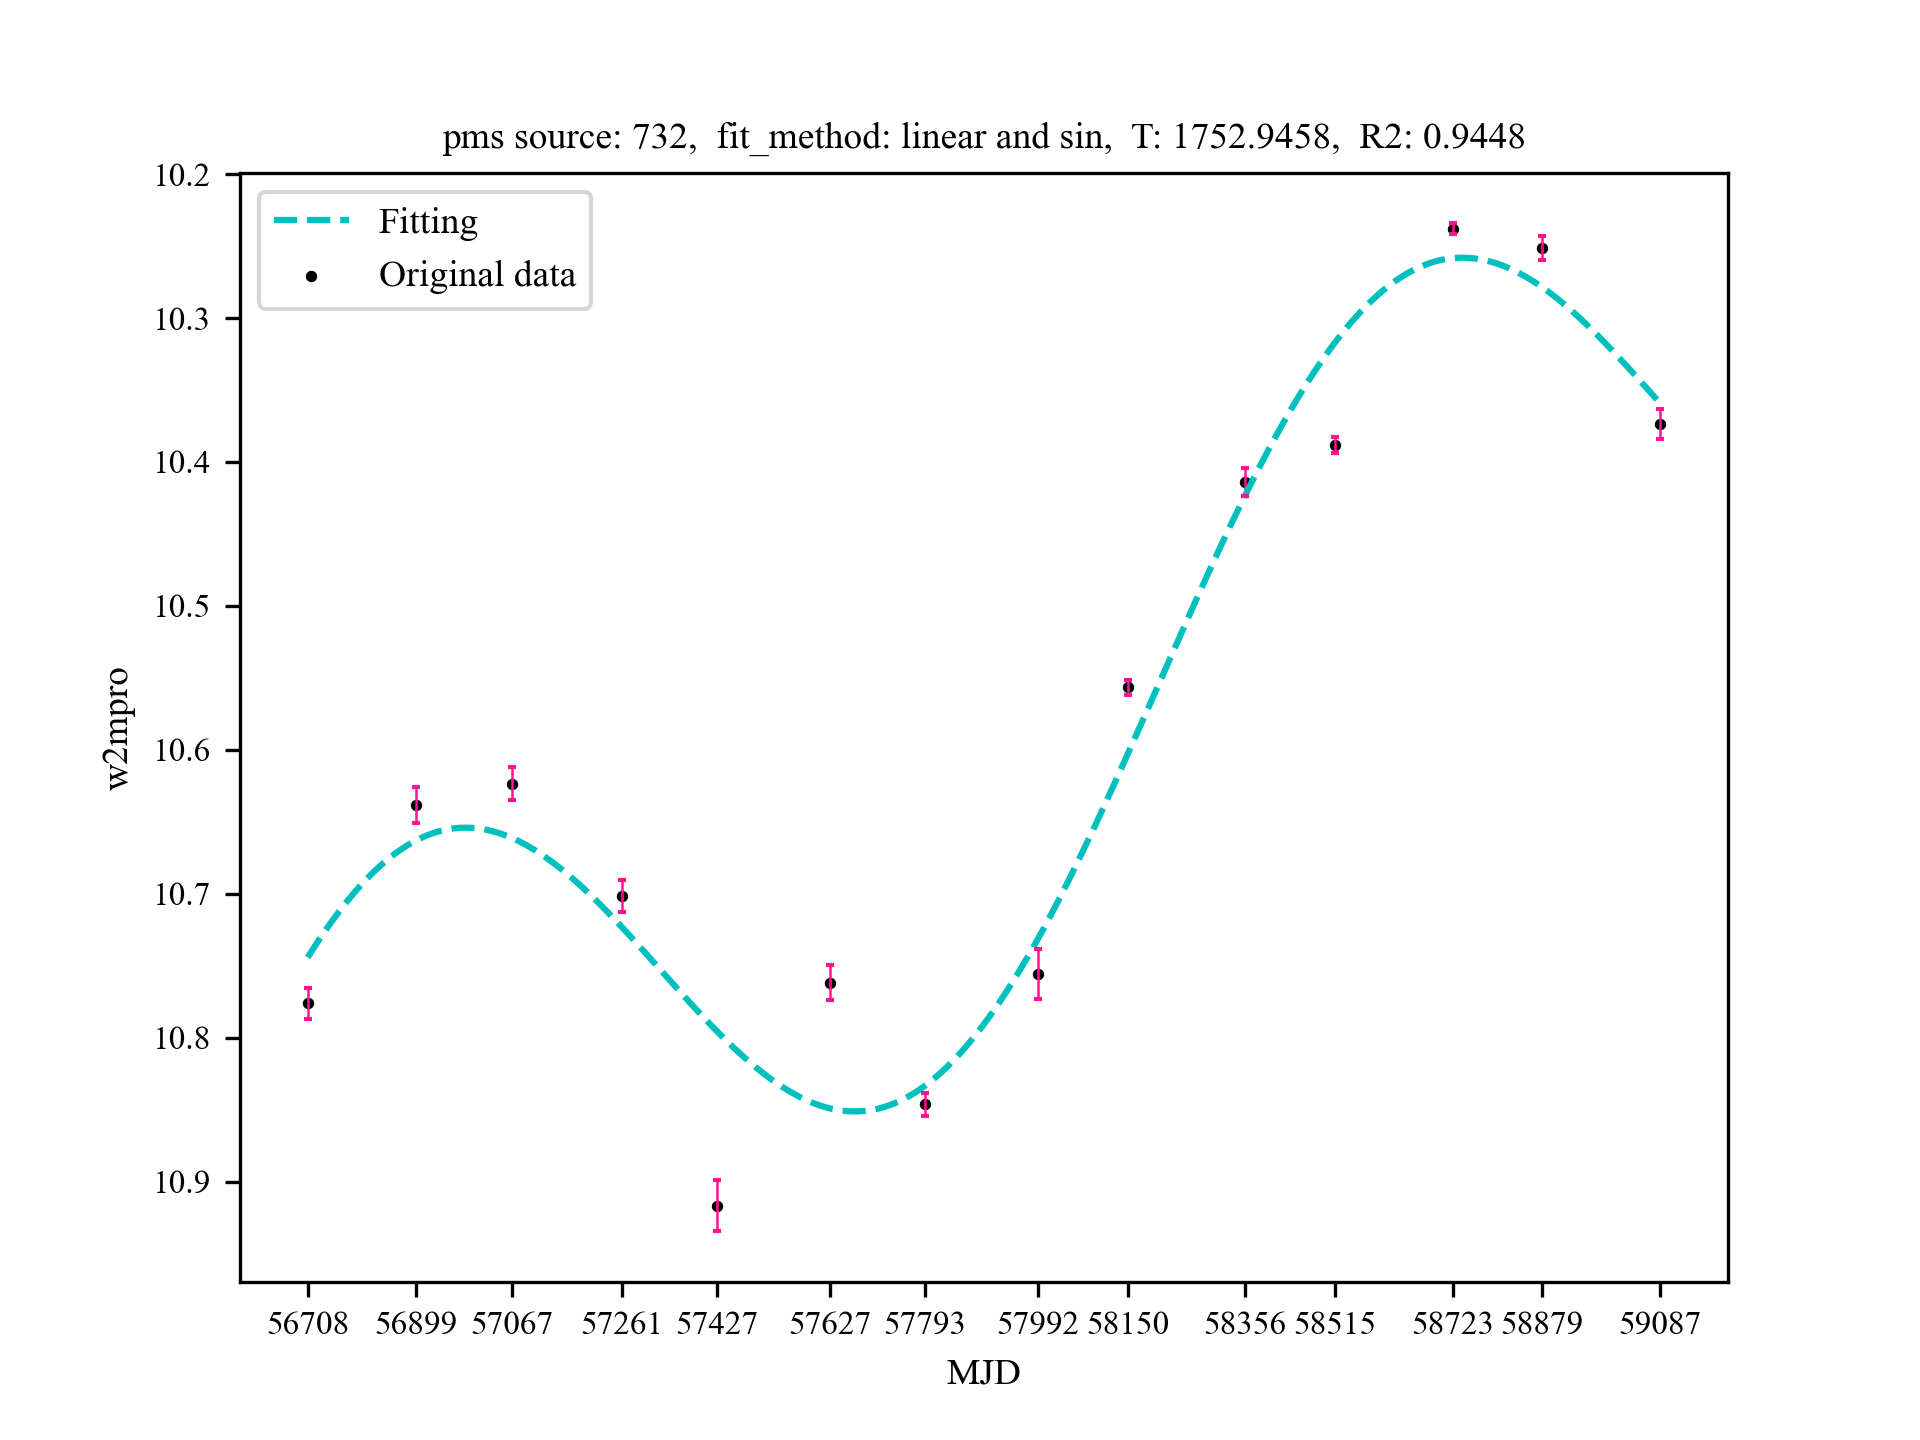 pms source: 732,  fit_method: linear and sin,  T: 1752.9458,  R2: 0.9448
Fitting
Original data
10.2
10.3
10.4
10.5
10.6
10.7
10.8
10.9
w2mpro
56708 56899 57067 57261 57427 57627 57793 57992 58150 58356 58515 58723 58879 59087
MJD